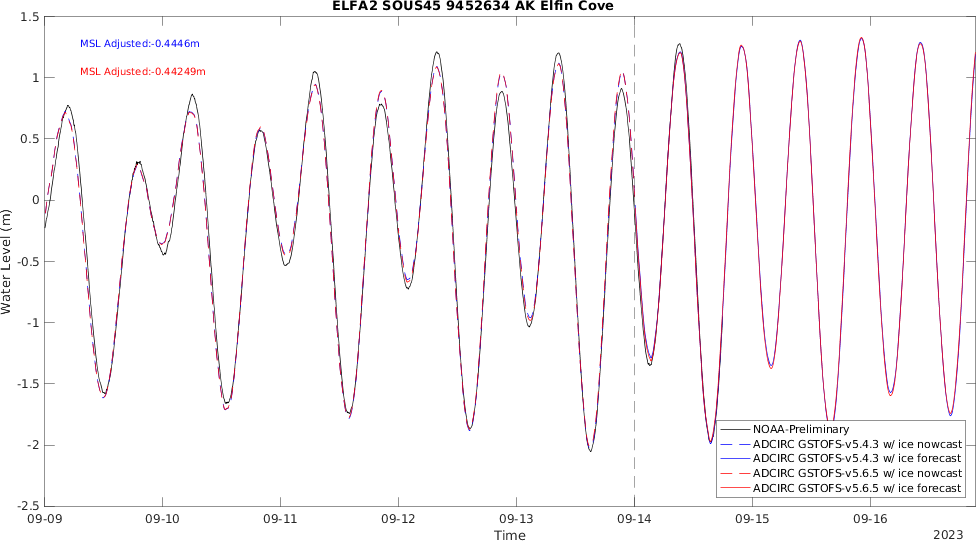 ELFA2 SOUS45 9452634 AK Elfin Cove
MSL Adjusted:-0.4446m
MSL Adjusted:-0.44249m
1.5
1
0.5
0
-0.5
-1
-1.5
-2
-2.5
Water Level (m)
NOAA-Preliminary
ADCIRC GSTOFS-v5.4.3 w/ ice nowcast
ADCIRC GSTOFS-v5.4.3 w/ ice forecast
ADCIRC GSTOFS-v5.6.5 w/ ice nowcast
ADCIRC GSTOFS-v5.6.5 w/ ice forecast
09-09 09-10 09-11 09-12 09-13 09-14 09-15 09-16
Time
2023